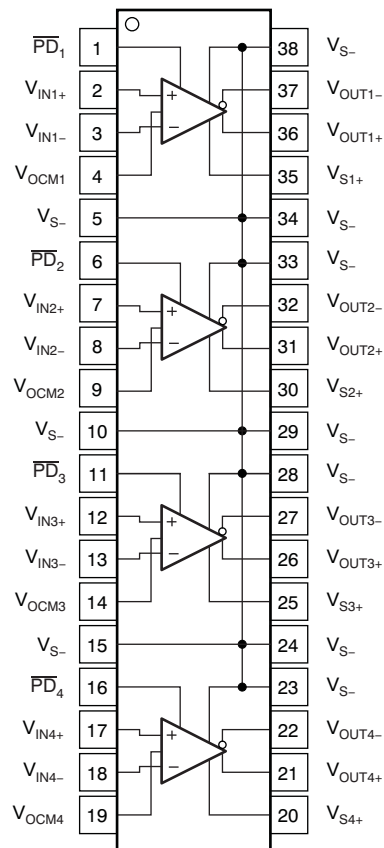 PD1 1 38 VS–
VIN1+ 2 + 37 VOUT1–
VIN1– 3 – 36 VOUT1+
VOCM1 4 35 VS1+
VS– 5 34 VS–
PD2 6 33 VS–
VIN2+ 7 + 32 VOUT2–
VIN2– 8 – 31 VOUT2+
VOCM2 9 30 VS2+
VS– 10 29 VS–
PD3 11 28 VS–
VIN3+ 12 + 27 VOUT3–
VIN3– 13 – 26 VOUT3+
VOCM3 14 25 VS3+
VS– 15 24 VS–
PD4 16 23 VS–
VIN4+ 17 + 22 VOUT4–
VIN4– 18 – 21 VOUT4+
VOCM4 19 20 VS4+